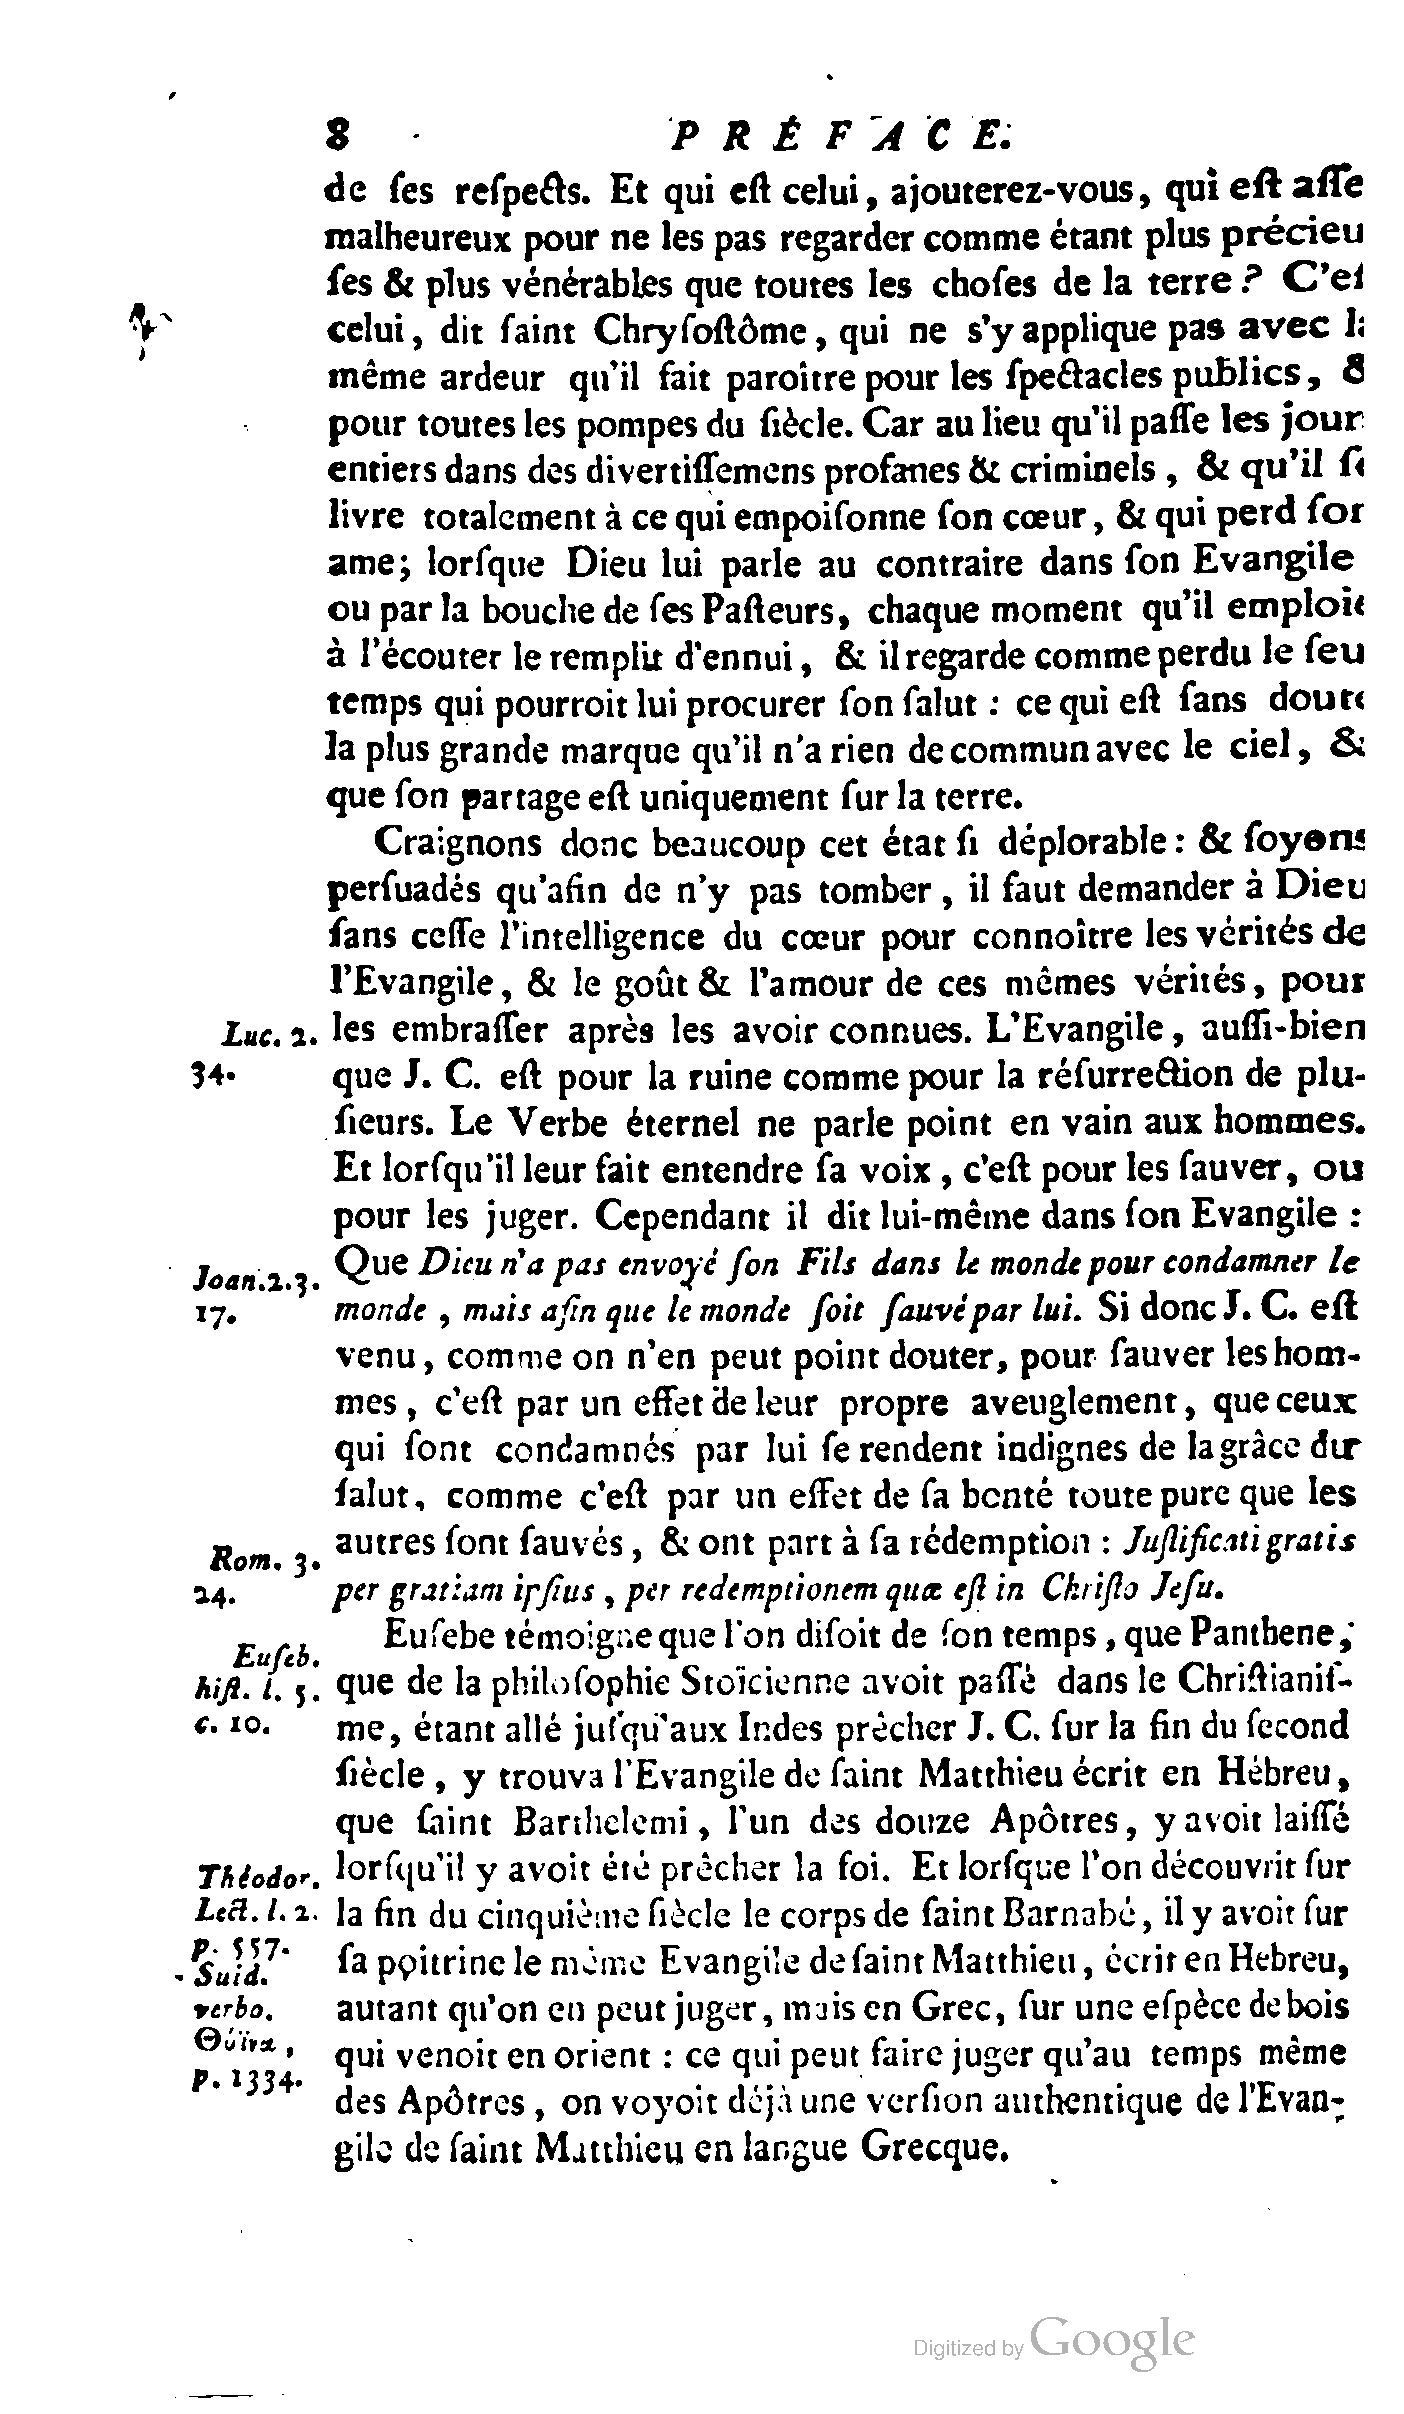 8 PRÉFACE.
de ſes reſpects. Et qui eſt celui, ajouterez-vous, qui eſt aſſe
malheureux pour ne les pas regarder comme étant plus précieu
ſes & plus vénérables que toutes les choſes de la terre ? C'eſ
celui, dit ſaint Chryſoſtôme, qui ne s'y applique pas avec l
même ardeur qu'il fait paroître pour les ſpectacles publics, &
pour toutes les pompes du ſiècle. Car au lieu qu'il paſſe les jour
entiers dans des divertiſſemens profanes & criminels, & qu'il ſ
livre totalement à ce qui empoiſonne ſon cœur, & qui perd ſon
ame; lorſque Dieu lui parle au contraire dans ſon Evangile
ou par la bouche de ſes Paſteurs, chaque moment qu'il emploie
à l'écouter le remplit d'ennui, & il regarde comme perdu le ſeu
temps qui pourroit lui procurer ſon ſalut : ce qui eſt ſans doute
la plus grande marque qu'il n'a rien de commun avec le ciel, &
que ſon partage eſt uniquement ſur la terre.
Craignons donc beaucoup cet état ſi déplorable : & ſoyons
perſuadés qu'afin de n'y pas tomber, il faut demander à Dieu
ſans ceſſe l'intelligence du cœur pour connoître les vérités de
l'Evangile, & le goût & l'amour de ces mêmes vérités, pour
Luc. 2. les embraſſer après les avoir connues. L'Evangile, auſſi-bien
34. que J. C. eſt pour la ruine comme pour la réſurrection de plu-
ſieurs. Le Verbe éternel ne parle point en vain aux hommes.
Et lorſqu'il leur fait entendre ſa voix, c'eſt pour les ſauver, ou
pour les juger. Cependant il dit lui-même dans ſon Evangile :
Joan. 2. 3. Que Dieu n'a pas envoyé ſon Fils dans le monde pour condamner le
17. monde, mais afin que le monde ſoit ſauvé par lui. Si donc J. C. eſt
venu, comme on n'en peut point douter, pour ſauver les hom-
mes, c'eſt par un effet de leur propre aveuglement, que ceux
qui ſont condamnés par lui ſe rendent indignes de la grâce du
ſalut, comme c'eſt par un effet de ſa bonté toute pure que les
Rom. 3. autres ſont ſauvés, & ont part à ſa rédemption : Juſtificati gratis
24. per gratiam ipſius, per redemptionem quæ eſt in Chriſto Jeſu.
Euſebe témoigne que l'on diſoit de ſon temps, que Panthene,
Euſeb.
hiſt. l. 5. que de la philoſophie Stoïcienne avoit paſſé dans le Chriſtianiſ-
c. 10. me, étant allé juſqu'aux Indes prêcher J. C. ſur la fin du ſecond
ſiècle, y trouva l'Evangile de ſaint Matthieu écrit en Hébreu,
que ſaint Barthelemi, l'un des douze Apôtres, y avoit laiſſé
Théodor. lorſqu'il y avoit été prêcher la foi. Et lorſque l'on découvrit ſur
Lect. l. 2. la fin du cinquième ſiècle le corps de ſaint Barnabé, il y avoit ſur
p. 557. ſa poitrine le même Evangile de ſaint Matthieu, écrit en Hebreu,
Suid.
verbo. autant qu'on en peut juger, mais en Grec, ſur une eſpèce de bois
Θύϊνα, qui venoit en orient : ce qui peut faire juger qu'au temps même
p. 1334. des Apôtres, on voyoit déjà une verſion authentique de l'Evan-
gile de ſaint Matthieu en langue Grecque.
Digitized by Google